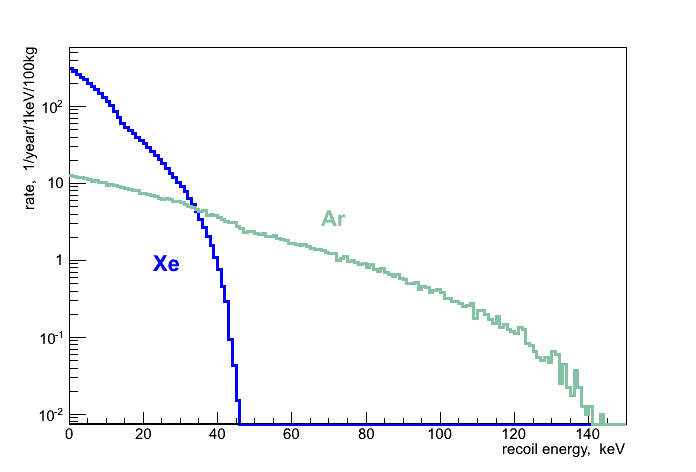 rate, 1/year/1keV/100kg
10²
10
1
10⁻¹
10⁻²
Xe
Ar
0 20 40 60 80 100 120 140
recoil energy, keV